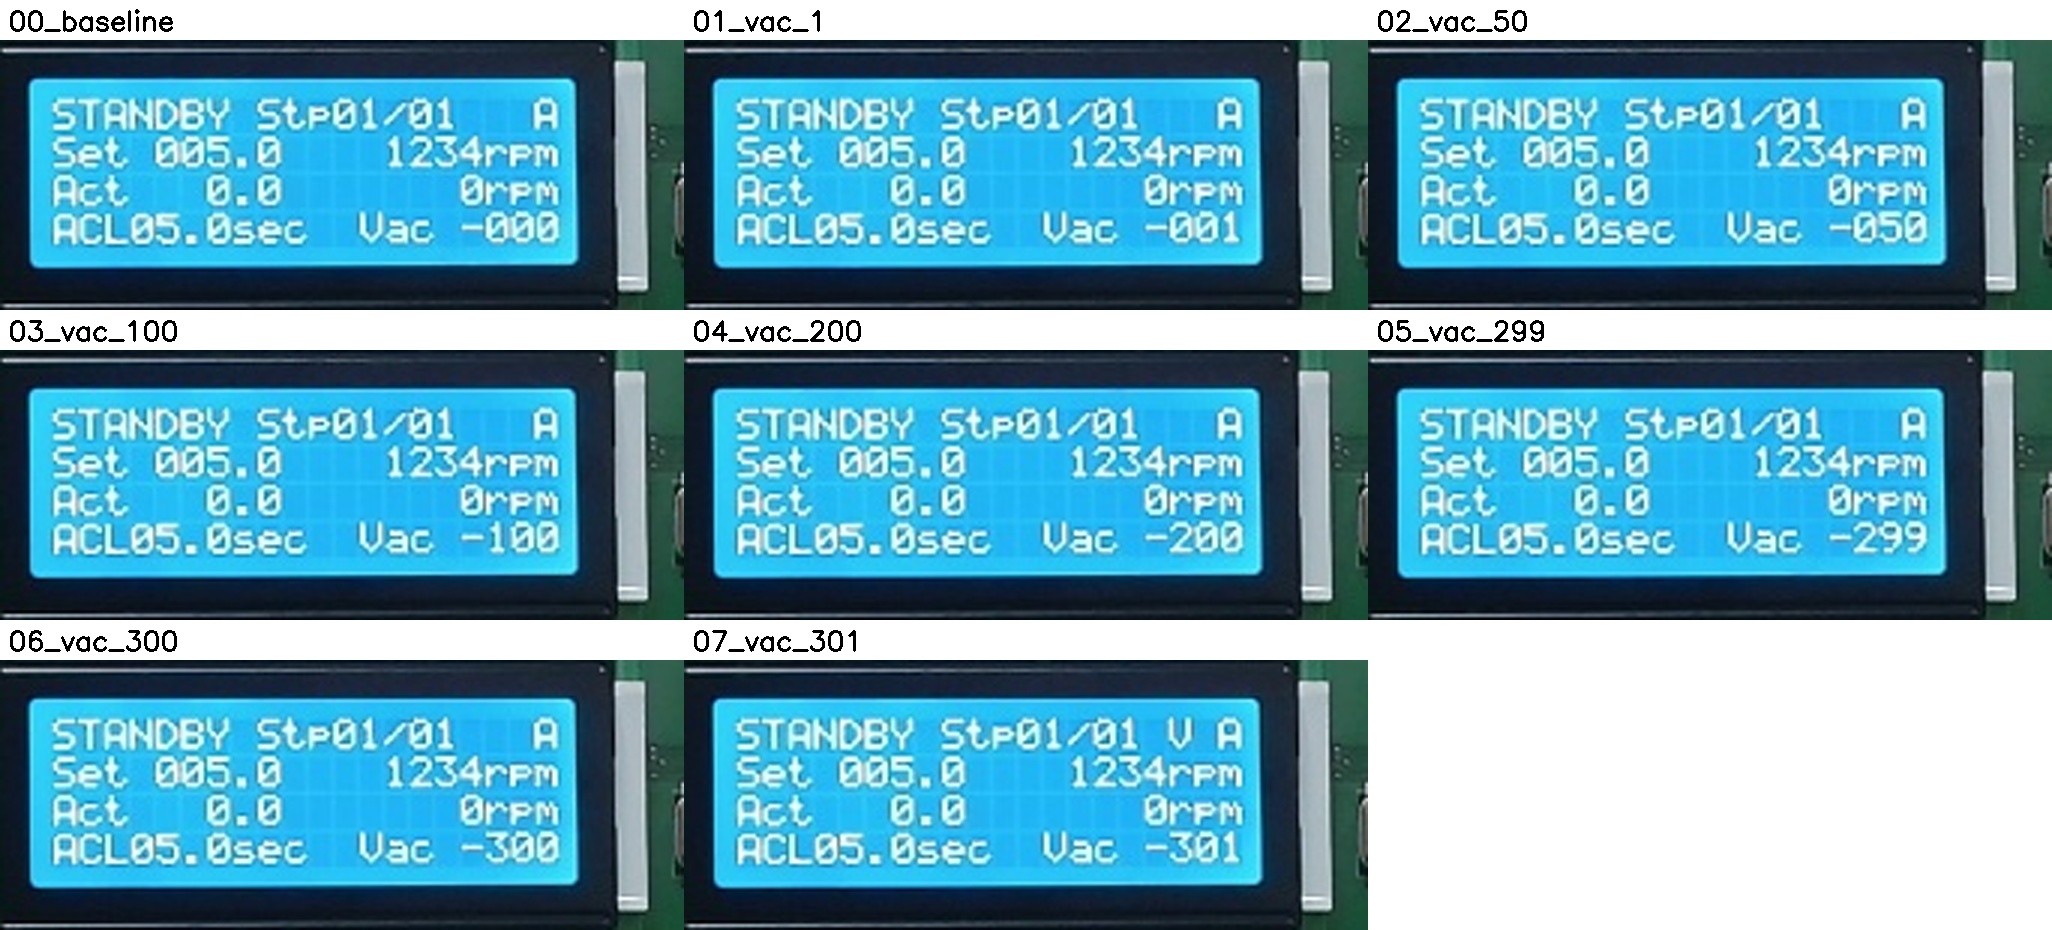 00_baseline
STANDBY Stp01/01 A
Set 005.0 1234rpm
Act 0.0 0rpm
ACL05.0sec Vac -000
01_vac_1
STANDBY Stp01/01 A
Set 005.0 1234rpm
Act 0.0 0rpm
ACL05.0sec Vac -001
02_vac_50
STANDBY Stp01/01 A
Set 005.0 1234rpm
Act 0.0 0rpm
ACL05.0sec Vac -050
03_vac_100
STANDBY Stp01/01 A
Set 005.0 1234rpm
Act 0.0 0rpm
ACL05.0sec Vac -100
04_vac_200
STANDBY Stp01/01 A
Set 005.0 1234rpm
Act 0.0 0rpm
ACL05.0sec Vac -200
05_vac_299
STANDBY Stp01/01 A
Set 005.0 1234rpm
Act 0.0 0rpm
ACL05.0sec Vac -299
06_vac_300
STANDBY Stp01/01 A
Set 005.0 1234rpm
Act 0.0 0rpm
ACL05.0sec Vac -300
07_vac_301
STANDBY Stp01/01 V A
Set 005.0 1234rpm
Act 0.0 0rpm
ACL05.0sec Vac -301